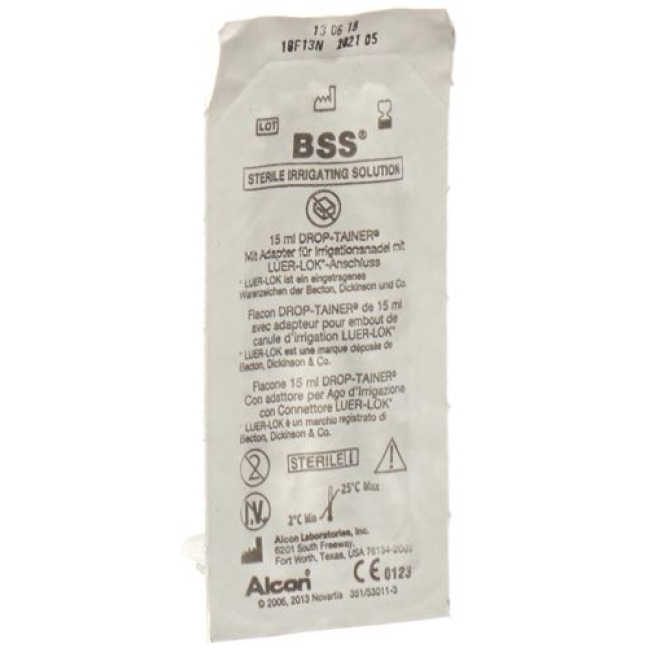 13 06 18
18F13N 2021 05
LOT
BSS®
STERILE IRRIGATING SOLUTION
15 ml DROP-TAINER®
Mit Adapter für Irrigationsnadel mit
LUER-LOK*-Anschluss
* LUER-LOK ist ein eingetragenes
Warenzeichen der Becton, Dickinson und Co.
Flacon DROP-TAINER® de 15 ml
avec adapteur pour embout de
canule d'irrigation LUER-LOK*
* LUER-LOK est une marque déposée de
Becton, Dickinson & Co.
Flacone 15 ml DROP-TAINER®
Con adattore per Ago d'Irrigazione
con Connettore LUER-LOK*
* LUER-LOK è un marchio registrato di
Becton, Dickinson & Co.
2
STERILE
25°C Max
I.V.
2°C Min
Alcon Laboratories, Inc.
6201 South Freeway,
Fort Worth, Texas, USA 76134-2099
Alcon® CE 0123
© 2006, 2013 Novartis 351/53011-3